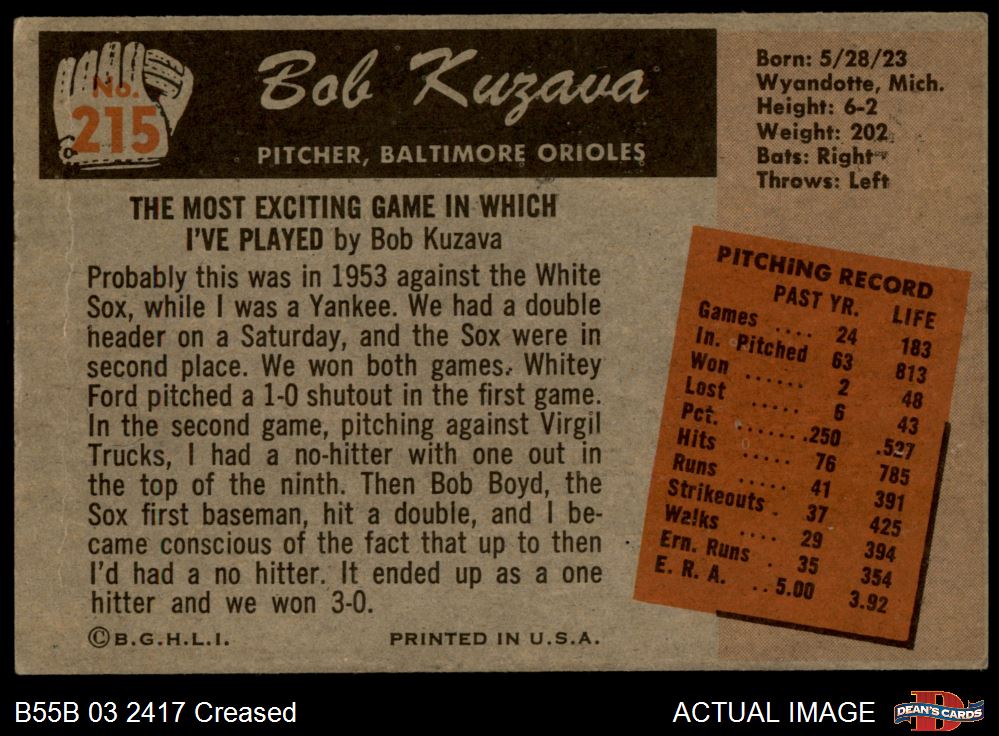 No.
215
Bob Kuzava
PITCHER, BALTIMORE ORIOLES
Born: 5/28/23
Wyandotte, Mich.
Height: 6-2
Weight: 202
Bats: Right
Throws: Left
THE MOST EXCITING GAME IN WHICH
I'VE PLAYED by Bob Kuzava
Probably this was in 1953 against the White
Sox, while I was a Yankee. We had a double
header on a Saturday, and the Sox were in
second place. We won both games. Whitey
Ford pitched a 1-0 shutout in the first game.
In the second game, pitching against Virgil
Trucks, I had a no-hitter with one out in
the top of the ninth. Then Bob Boyd, the
Sox first baseman, hit a double, and I be-
came conscious of the fact that up to then
I'd had a no hitter. It ended up as a one
hitter and we won 3-0.
©B.G.H.L.I. PRINTED IN U.S.A.
PITCHING RECORD
PAST YR. LIFE
Games .... 24 183
In. Pitched 63 813
Won ...... 2 48
Lost ..... 6 43
Pct. .......250 .527
Hits ..... 76 785
Runs ..... 41 391
Strikeouts . 37 425
Walks .... 29 394
Ern. Runs . 35 354
E. R. A. ..5.00 3.92
B55B 03 2417 Creased
ACTUAL IMAGE
DEAN'S CARDS